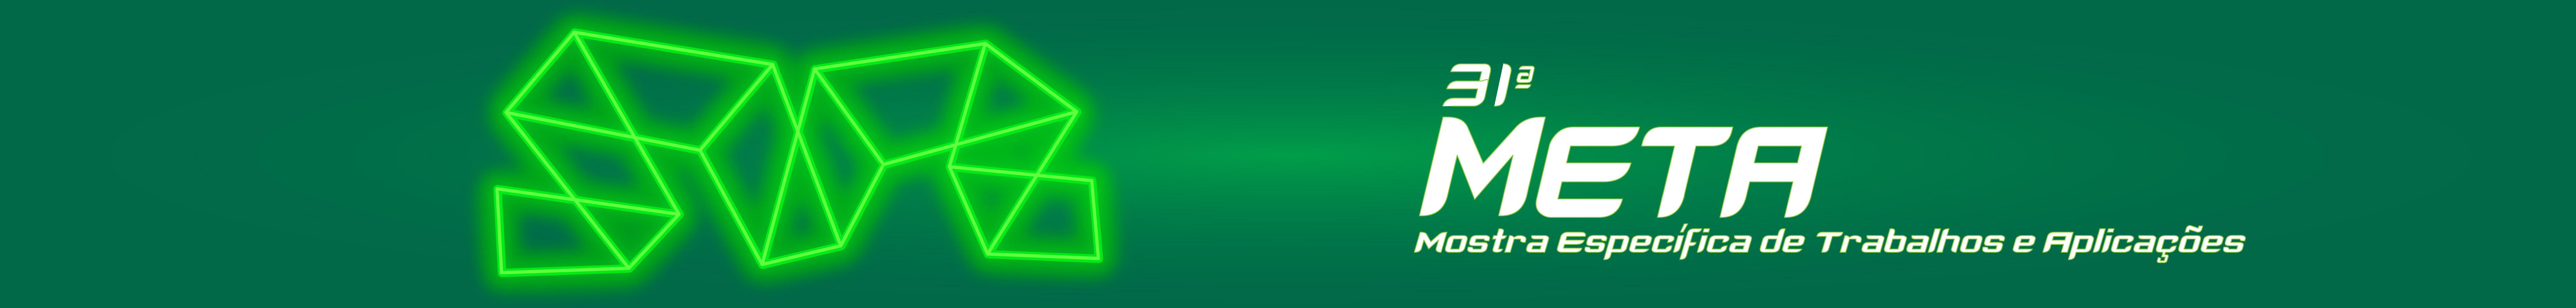 31ª
META
Mostra Específica de Trabalhos e Aplicações